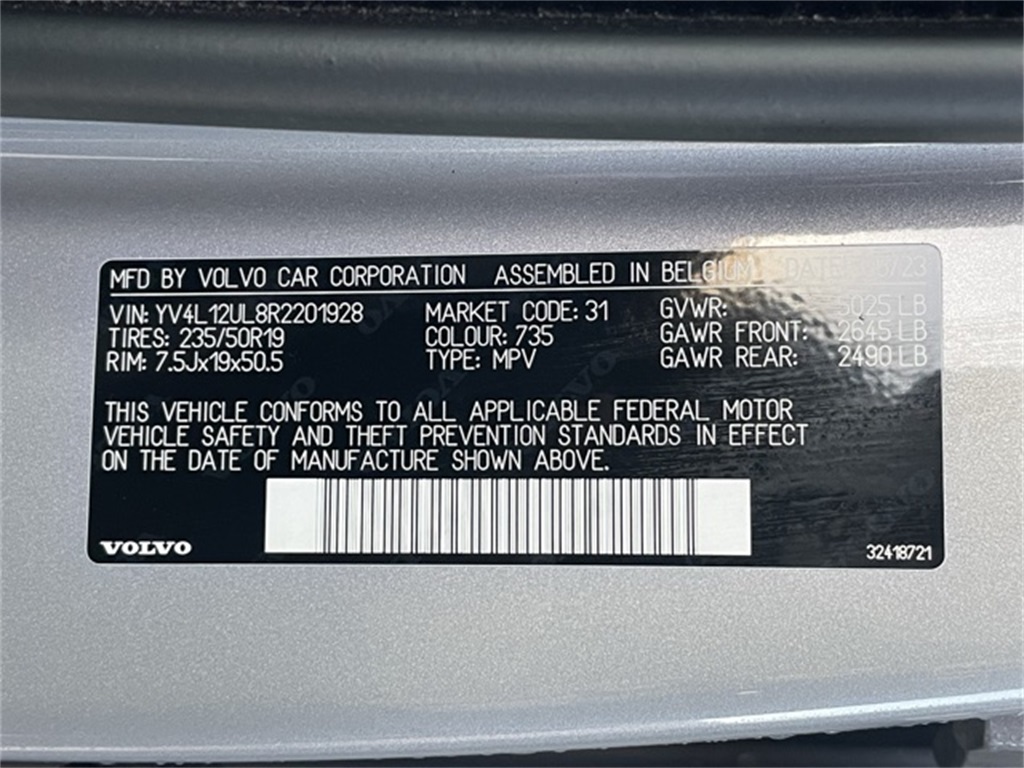 MFD BY VOLVO CAR CORPORATION ASSEMBLED IN BELGIUM DATE /23
VIN: YV4L12UL8R2201928 MARKET CODE: 31 GVWR: 5025 LB
TIRES: 235/50R19 COLOUR: 735 GAWR FRONT: 2645 LB
RIM: 7.5Jx19x50.5 TYPE: MPV GAWR REAR: 2490 LB
THIS VEHICLE CONFORMS TO ALL APPLICABLE FEDERAL MOTOR
VEHICLE SAFETY AND THEFT PREVENTION STANDARDS IN EFFECT
ON THE DATE OF MANUFACTURE SHOWN ABOVE.
VOLVO 32418721